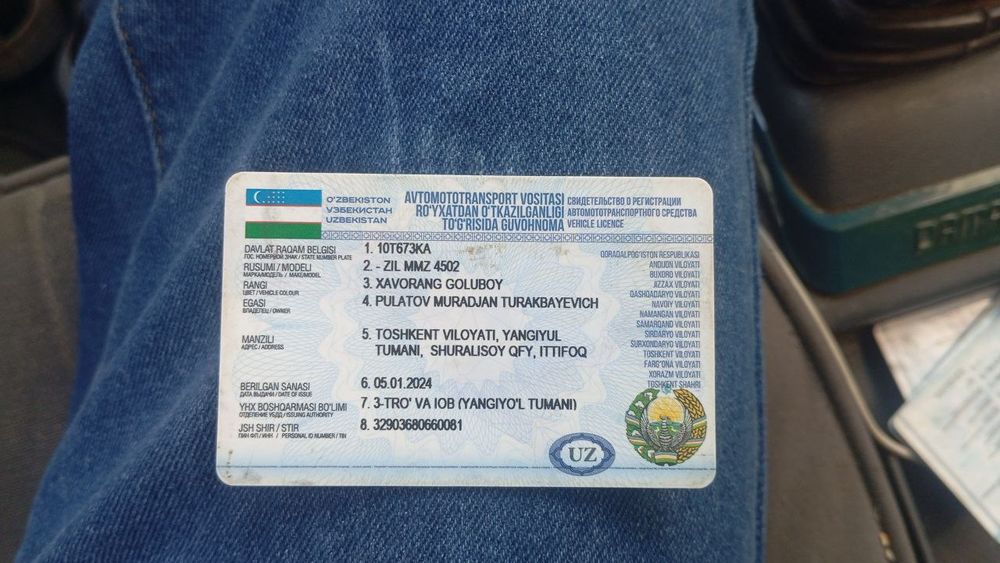 O'ZBEKISTON
ЎЗБЕКИСТАН
UZBEKISTAN
AVTOMOTOTRANSPORT VOSITASI
RO'YXATDAN O'TKAZILGANLIGI
TO'G'RISIDA GUVOHNOMA
СВИДЕТЕЛЬСТВО О РЕГИСТРАЦИИ
АВТОМОТОТРАНСПОРТНОГО СРЕДСТВА
VEHICLE LICENCE
DAVLAT RAQAM BELGISI
ГОС. НОМЕРНОЙ ЗНАК / STATE NUMBER PLATE
1. 10T673KA
RUSUMI / MODELI
МАРКА/МОДЕЛЬ / MAKE/MODEL
2. - ZIL MMZ 4502
RANGI
ЦВЕТ / VEHICLE COLOUR
3. XAVORANG GOLUBOY
EGASI
ВЛАДЕЛЕЦ / OWNER
4. PULATOV MURADJAN TURAKBAYEVICH
MANZILI
АДРЕС / ADDRESS
5. TOSHKENT VILOYATI, YANGIYUL
TUMANI, SHURALISOY QFY, ITTIFOQ
BERILGAN SANASI
ДАТА ВЫДАЧИ / DATE OF ISSUE
6. 05.01.2024
YHX BOSHQARMASI BO'LIMI
ОТДЕЛЕНИЕ УБДД / ISSUING AUTHORITY
7. 3-TRO' VA IOB (YANGIYO'L TUMANI)
JSH SHIR / STIR
ПИН ФЛ / ИНН / PERSONAL ID NUMBER / TIN
8. 32903680660081
QORAQALPOG'ISTON RESPUBLIKASI
ANDIJON VILOYATI
BUXORO VILOYATI
JIZZAX VILOYATI
QASHQADARYO VILOYATI
NAVOIY VILOYATI
NAMANGAN VILOYATI
SAMARQAND VILOYATI
SIRDARYO VILOYATI
SURXONDARYO VILOYATI
TOSHKENT VILOYATI
FARG'ONA VILOYATI
XORAZM VILOYATI
TOSHKENT SHAHRI
UZ